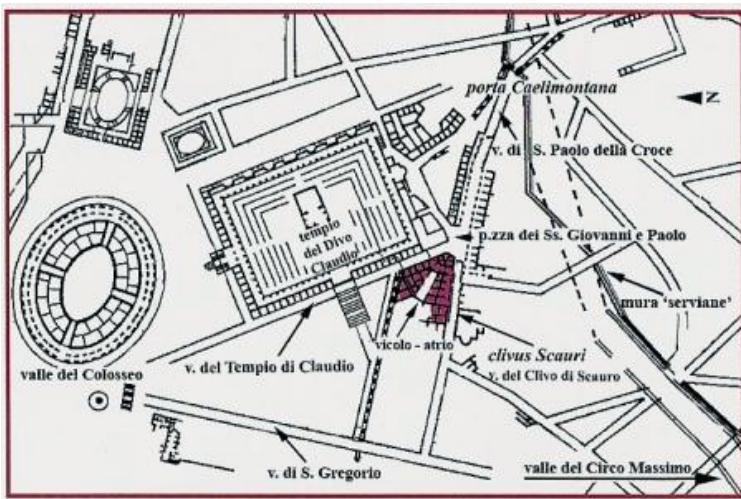 porta Caelimontana
N
v. di S. Paolo della Croce
tempio
del Divo
Claudio
p.zza dei Ss. Giovanni e Paolo
mura ‘serviane’
vicolo - atrio
clivus Scauri
v. del Clivo di Scauro
v. del Tempio di Claudio
valle del Colosseo
v. di S. Gregorio
valle del Circo Massimo